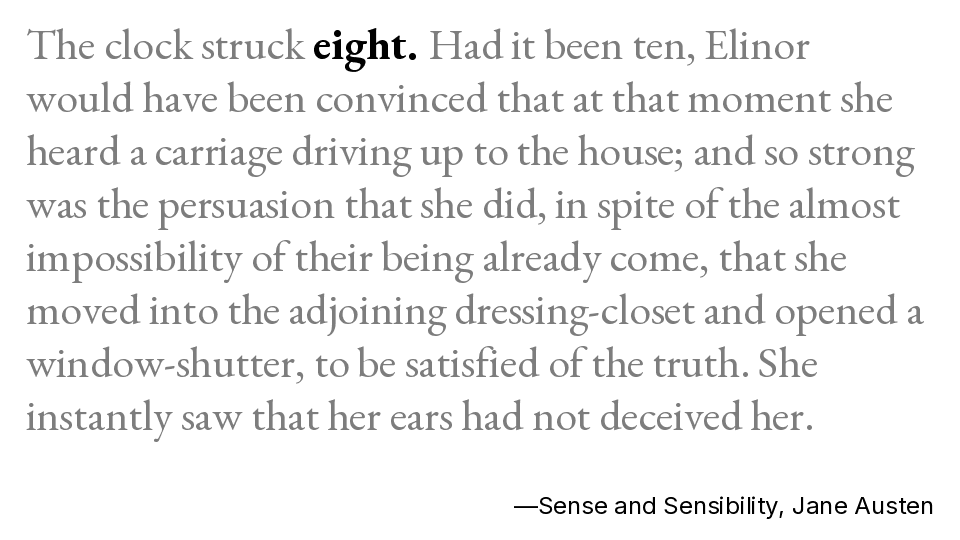 The clock struck eight. Had it been ten, Elinor
would have been convinced that at that moment she
heard a carriage driving up to the house; and so strong
was the persuasion that she did, in spite of the almost
impossibility of their being already come, that she
moved into the adjoining dressing-closet and opened a
window-shutter, to be satisfied of the truth. She
instantly saw that her ears had not deceived her.
—Sense and Sensibility, Jane Austen